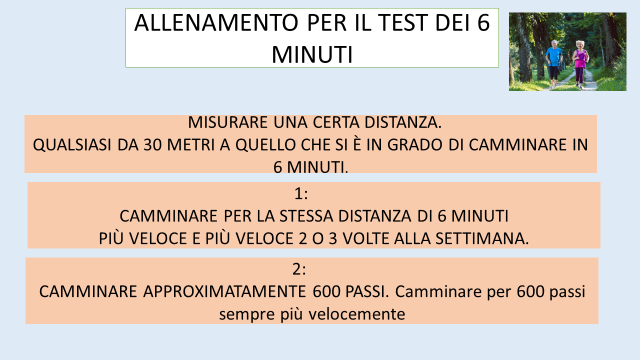 ALLENAMENTO PER IL TEST DEI 6
MINUTI
MISURARE UNA CERTA DISTANZA.
QUALSIASI DA 30 METRI A QUELLO CHE SI È IN GRADO DI CAMMINARE IN
6 MINUTI.
1:
CAMMINARE PER LA STESSA DISTANZA DI 6 MINUTI
PIÙ VELOCE E PIÙ VELOCE 2 O 3 VOLTE ALLA SETTIMANA.
2:
CAMMINARE APPROXIMATAMENTE 600 PASSI. Camminare per 600 passi
sempre più velocemente